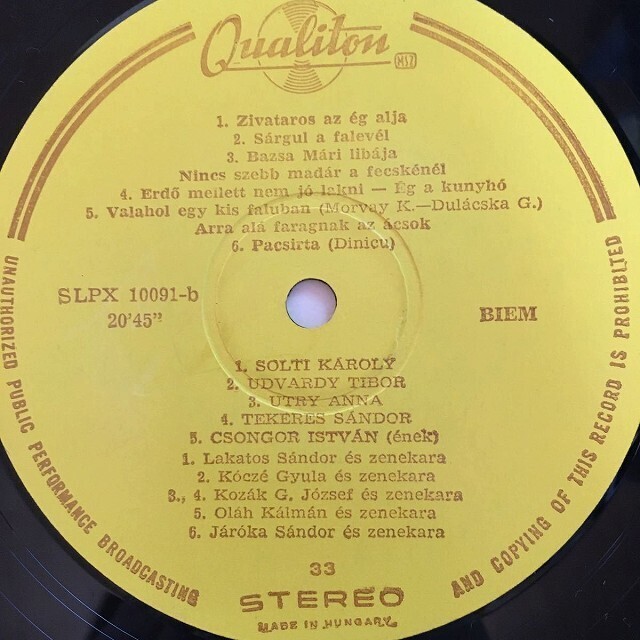 Qualiton
MSZ
1. Zivataros az ég alja
2. Sárgul a falevél
3. Bazsa Mári libája
Nincs szebb madár a fecskénél
4. Erdő mellett nem jó lakni — Ég a kunyhó
5. Valahol egy kis faluban (Morvay K.—Dulácska G.)
Arra alá faragnak az ácsok
6. Pacsirta (Dinicu)
SLPX 10091-b
20'45"
BIEM
1. SOLTI KÁROLY
2. UDVARDY TIBOR
3. UTRY ANNA
4. TEKERES SÁNDOR
5. CSONGOR ISTVÁN (ének)
1. Lakatos Sándor és zenekara
2. Kóczé Gyula és zenekara
3., 4. Kozák G. József és zenekara
5. Oláh Kálmán és zenekara
6. Járóka Sándor és zenekara
33
STEREO
MADE IN HUNGARY
UNAUTHORIZED PUBLIC PERFORMANCE BROADCASTING
AND COPYING OF THIS RECORD IS PROHIBITED